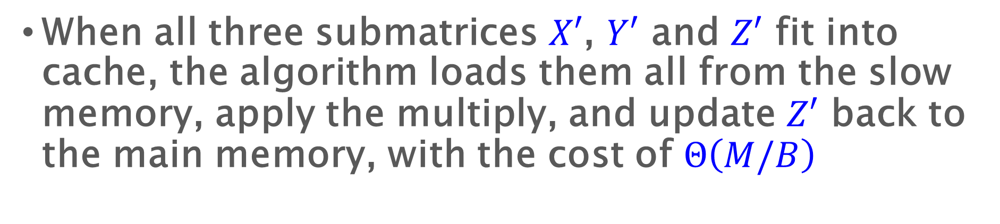 • When all three submatrices X′, Y′ and Z′ fit into
cache, the algorithm loads them all from the slow
memory, apply the multiply, and update Z′ back to
the main memory, with the cost of Θ(M/B)